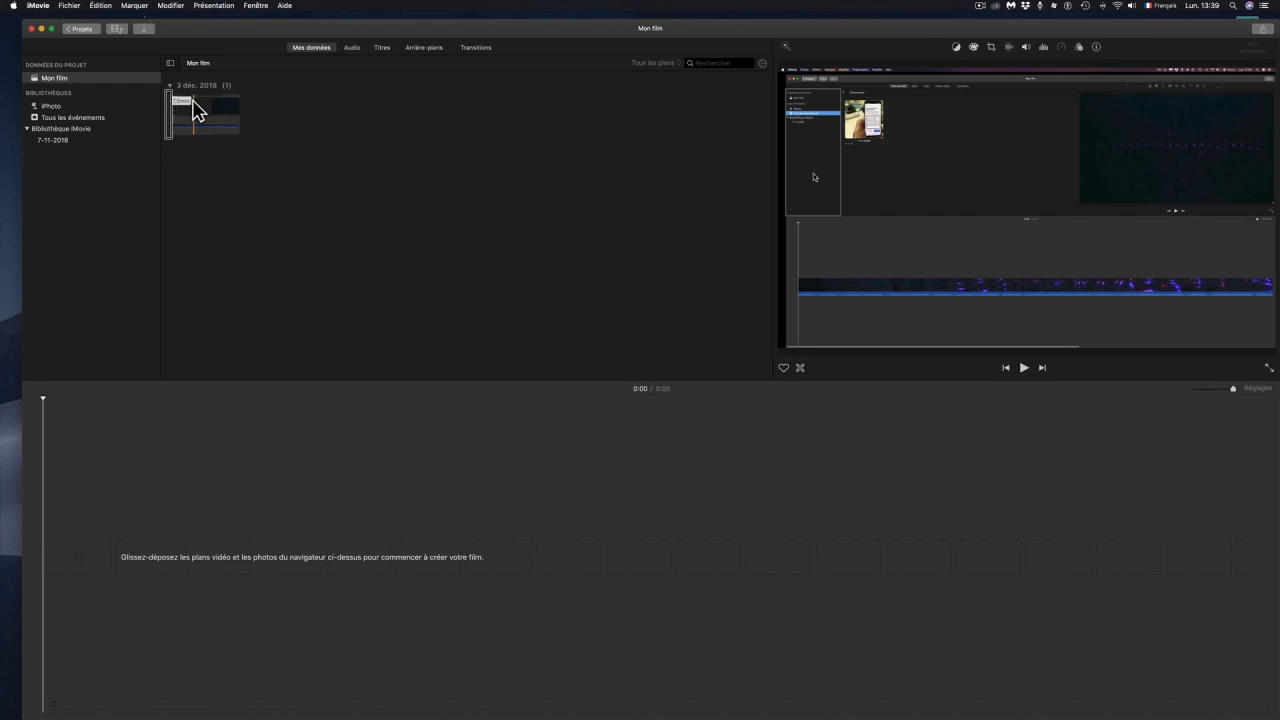 iMovie Fichier Édition Marquer Modifier Présentation Fenêtre Aide Français Lun. 13:39
Projets Mon film
Mes données Audio Titres Arrière-plans Transitions
DONNÉES DU PROJET Mon film Tous les plans Rechercher
Mon film
BIBLIOTHÈQUES
iPhoto
Tous les événements
Bibliothèque iMovie
7-11-2018
3 déc. 2018 (1)
0:00 / 0:00 Réglages
Glissez-déposez les plans vidéo et les photos du navigateur ci-dessus pour commencer à créer votre film.